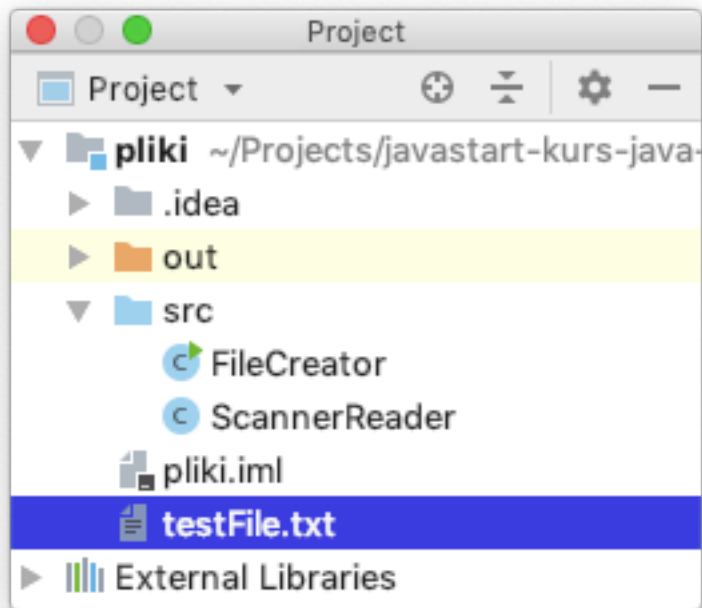 Project
Project
pliki ~/Projects/javastart-kurs-java-
.idea
out
src
C FileCreator
C ScannerReader
pliki.iml
testFile.txt
External Libraries